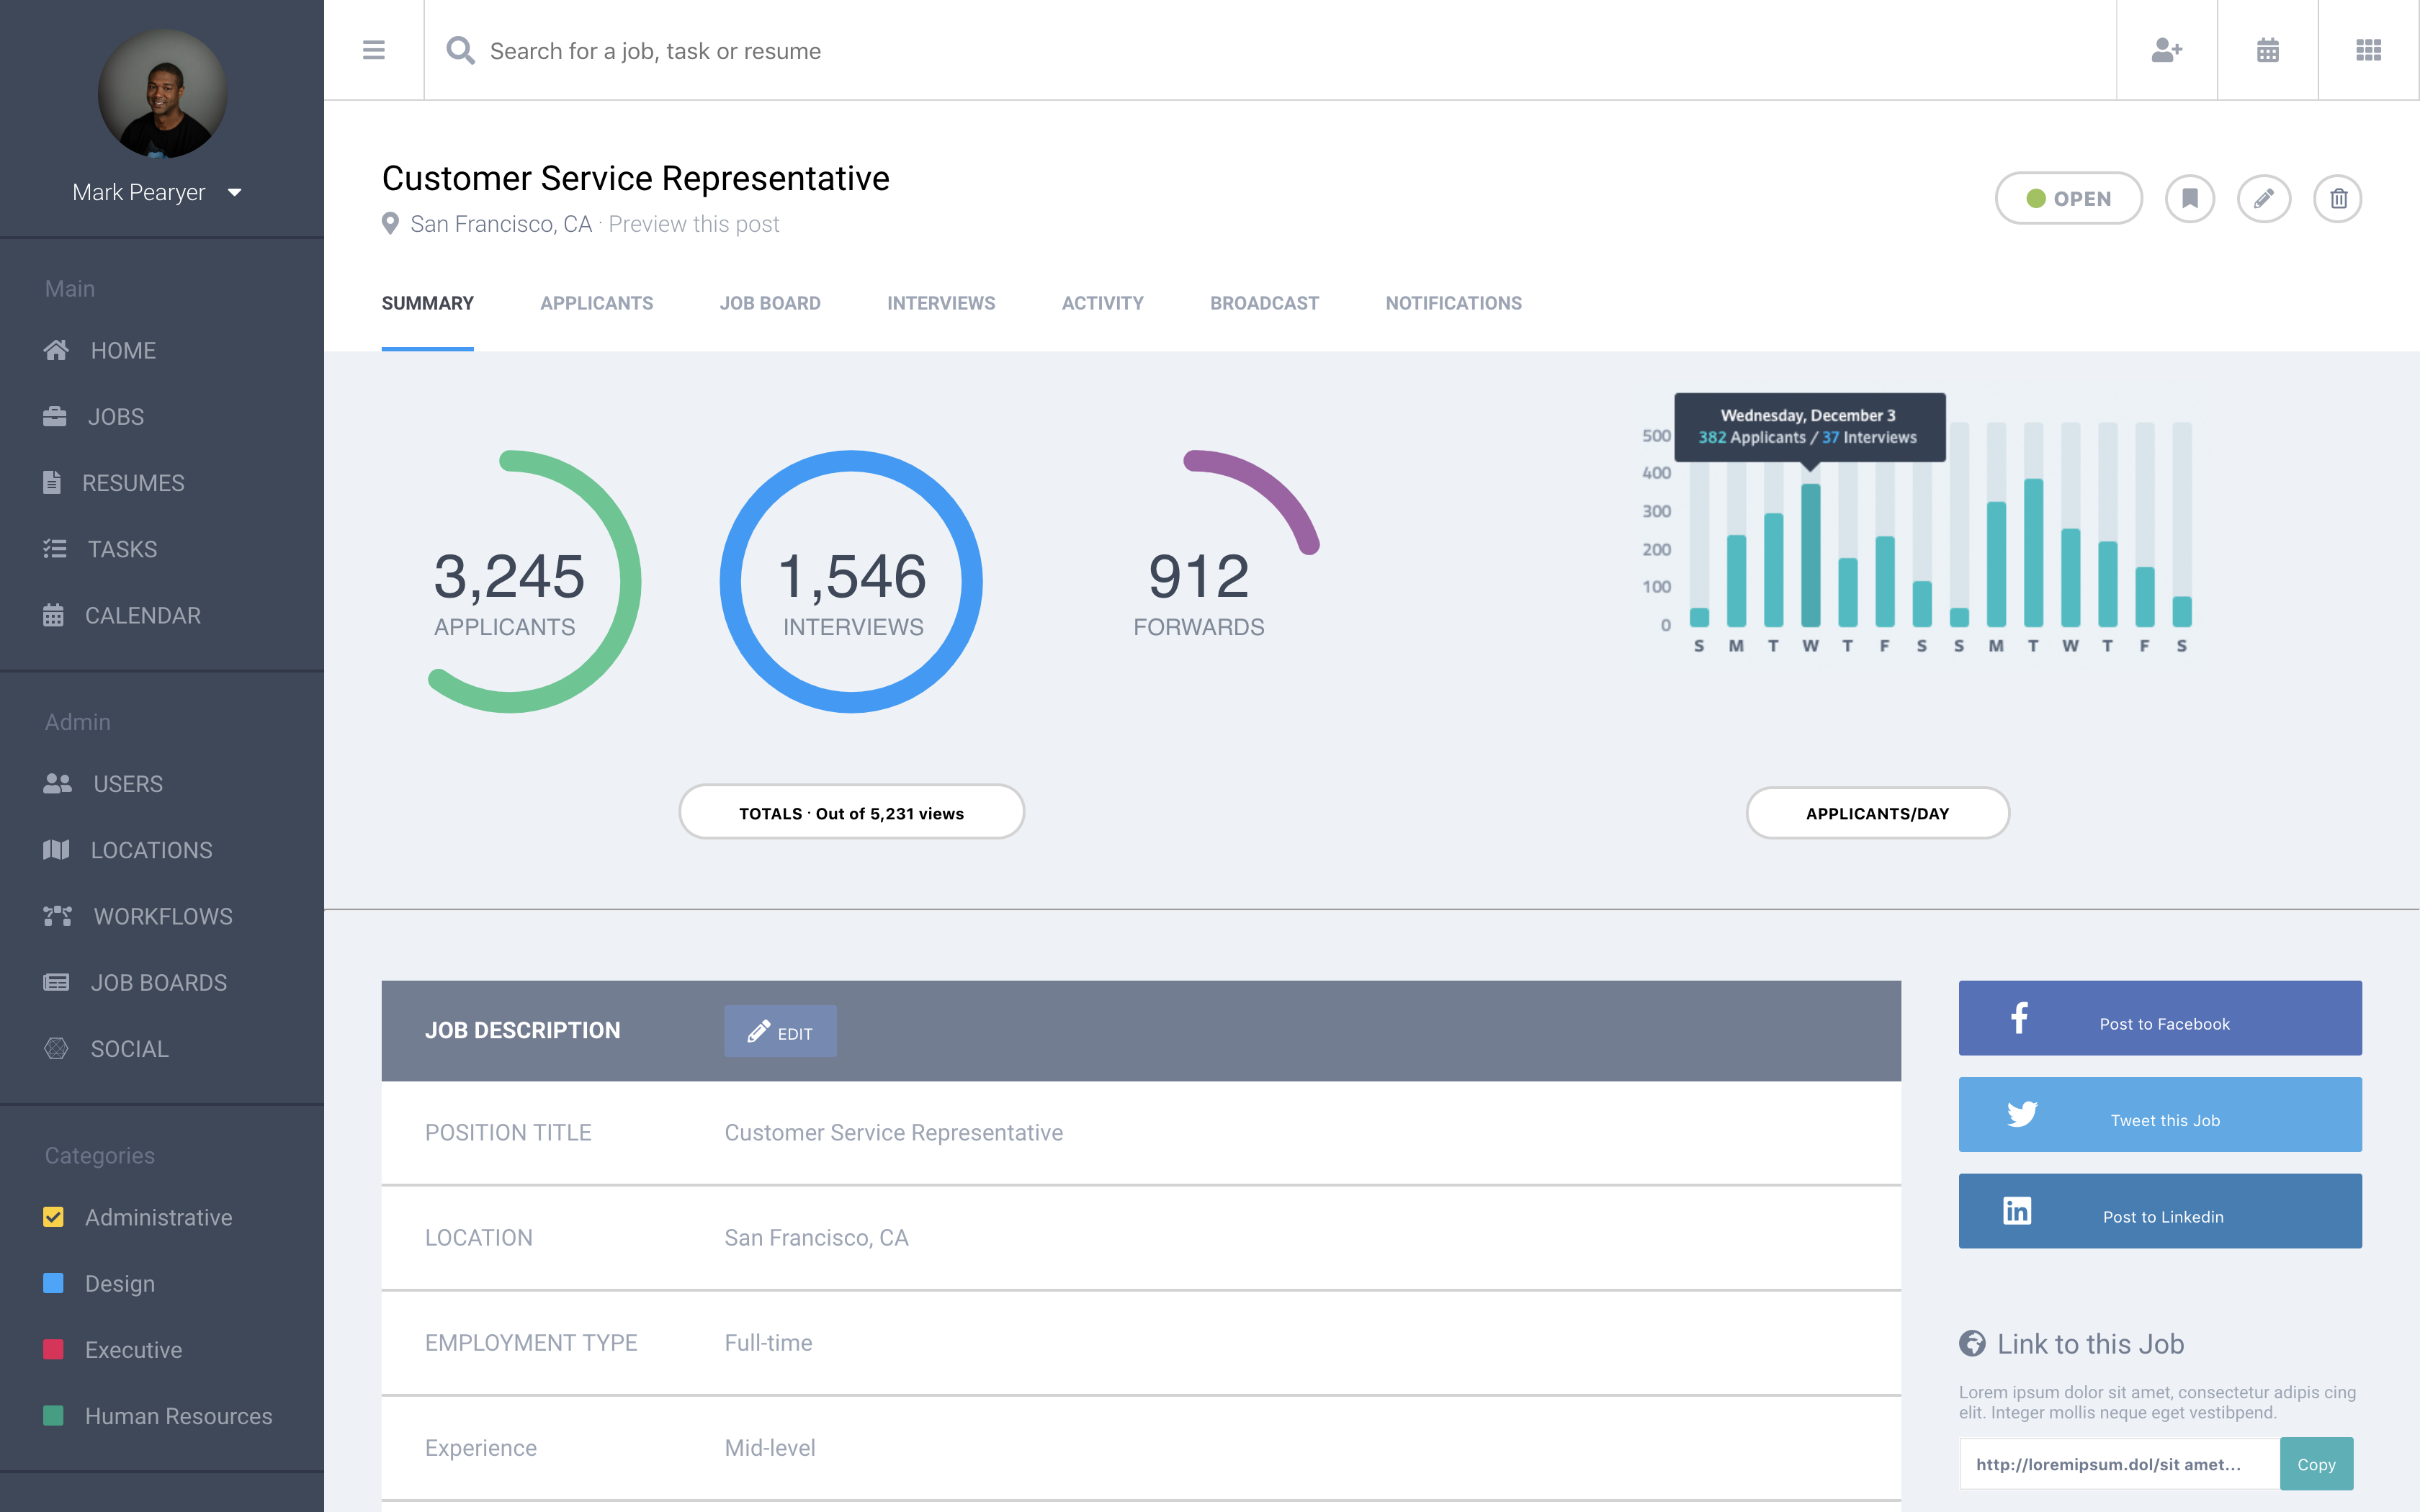 Mark Pearyer
Main
HOME
JOBS
RESUMES
TASKS
CALENDAR
Admin
USERS
LOCATIONS
WORKFLOWS
JOB BOARDS
SOCIAL
Categories
Administrative
Design
Executive
Human Resources
Search for a job, task or resume
Customer Service Representative
San Francisco, CA · Preview this post
OPEN
SUMMARY APPLICANTS JOB BOARD INTERVIEWS ACTIVITY BROADCAST NOTIFICATIONS
3,245
APPLICANTS
1,546
INTERVIEWS
912
FORWARDS
TOTALS · Out of 5,231 views
Wednesday, December 3
382 Applicants / 37 Interviews
500
400
300
200
100
0
S M T W T F S S M T W T F S
APPLICANTS/DAY
JOB DESCRIPTION EDIT
POSITION TITLE Customer Service Representative
LOCATION San Francisco, CA
EMPLOYMENT TYPE Full-time
Experience Mid-level
Post to Facebook
Tweet this Job
Post to Linkedin
Link to this Job
Lorem ipsum dolor sit amet, consectetur adipis cing
elit. Integer mollis neque eget vestibpend.
http://loremipsum.dol/sit amet... Copy